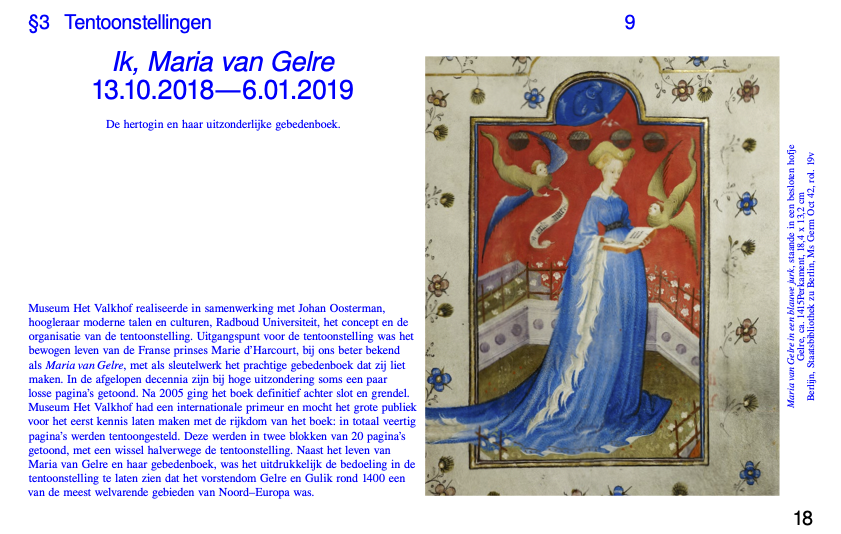 §3 Tentoonstellingen
9
Ik, Maria van Gelre
13.10.2018—6.01.2019
De hertogin en haar uitzonderlijke gebedenboek.
Museum Het Valkhof realiseerde in samenwerking met Johan Oosterman,
hoogleraar moderne talen en culturen, Radboud Universiteit, het concept en de
organisatie van de tentoonstelling. Uitgangspunt voor de tentoonstelling was het
bewogen leven van de Franse prinses Marie d'Harcourt, bij ons beter bekend
als Maria van Gelre, met als sleutelwerk het prachtige gebedenboek dat zij liet
maken. In de afgelopen decennia zijn bij hoge uitzondering soms een paar
losse pagina's getoond. Na 2005 ging het boek definitief achter slot en grendel.
Museum Het Valkhof had een internationale primeur en mocht het grote publiek
voor het eerst kennis laten maken met de rijkdom van het boek: in totaal veertig
pagina's werden tentoongesteld. Deze werden in twee blokken van 20 pagina's
getoond, met een wissel halverwege de tentoonstelling. Naast het leven van
Maria van Gelre en haar gebedenboek, was het uitdrukkelijk de bedoeling in de
tentoonstelling te laten zien dat het vorstendom Gelre en Gulik rond 1400 een
van de meest welvarende gebieden van Noord–Europa was.
Maria van Gelre in een blauwe jurk, staande in een besloten hofje
Gelre, ca. 1415Perkament, 18,4 x 13,2 cm
Berlijn, Staatsbibliothek zu Berlin, Ms Germ Oct 42, rol. 19v
18